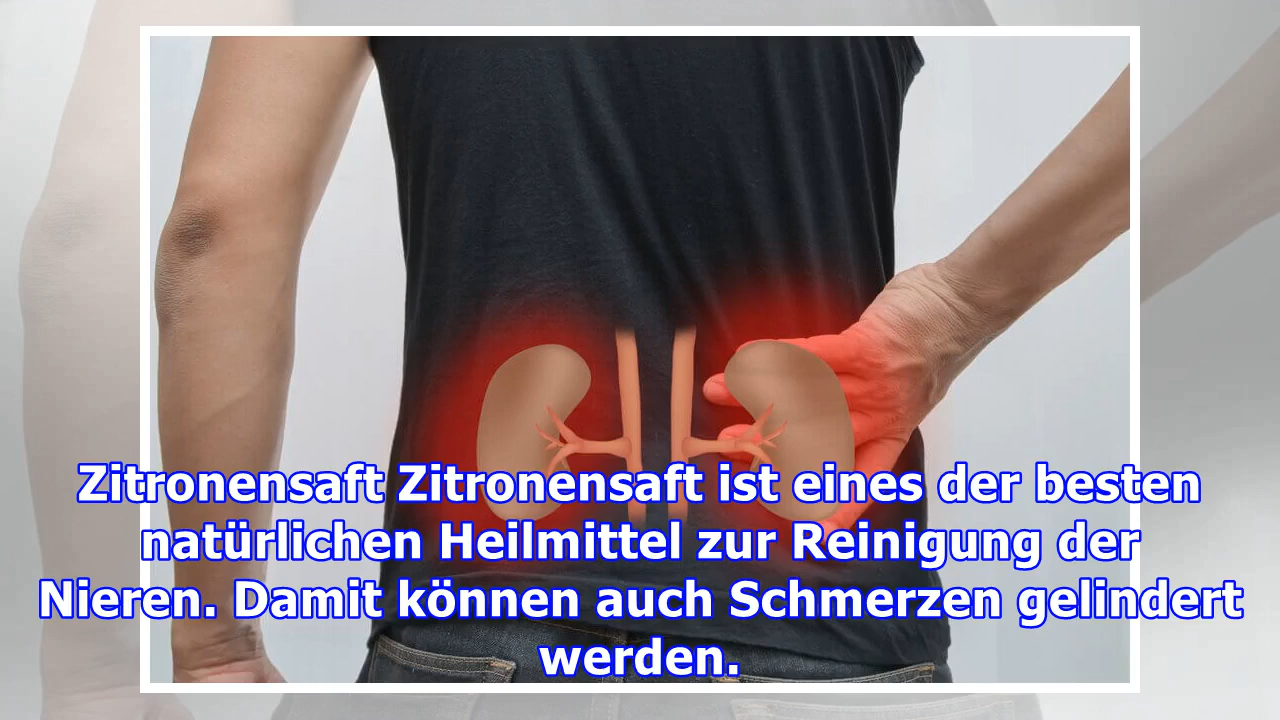 Zitronensaft Zitronensaft ist eines der besten
natürlichen Heilmittel zur Reinigung der
Nieren. Damit können auch Schmerzen gelindert
werden.